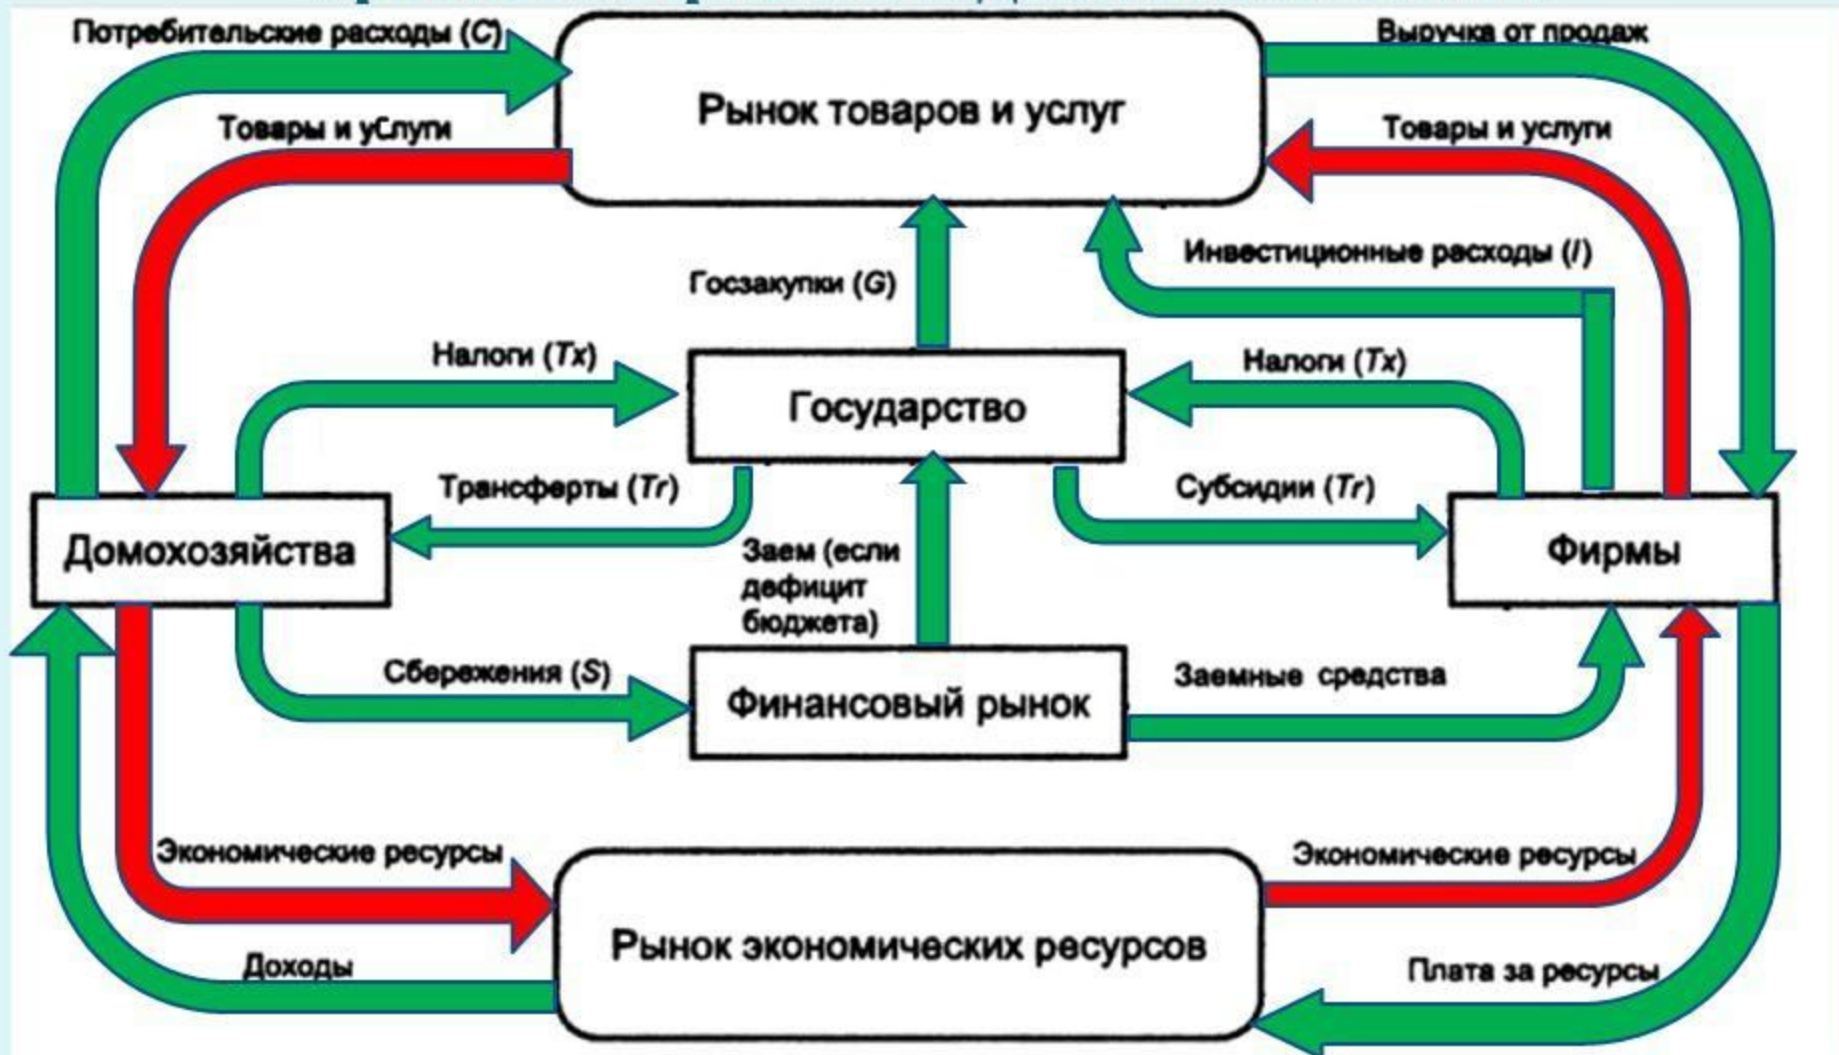 Потребительские расходы (C)
Выручка от продаж
Рынок товаров и услуг
Товары и услуги
Товары и услуги
Инвестиционные расходы (I)
Госзакупки (G)
Налоги (Tx)
Налоги (Tx)
Государство
Трансферты (Tr)
Субсидии (Tr)
Домохозяйства
Заем (если
дефицит
бюджета)
Фирмы
Сбережения (S)
Финансовый рынок
Заемные средства
Экономические ресурсы
Экономические ресурсы
Рынок экономических ресурсов
Доходы
Плата за ресурсы